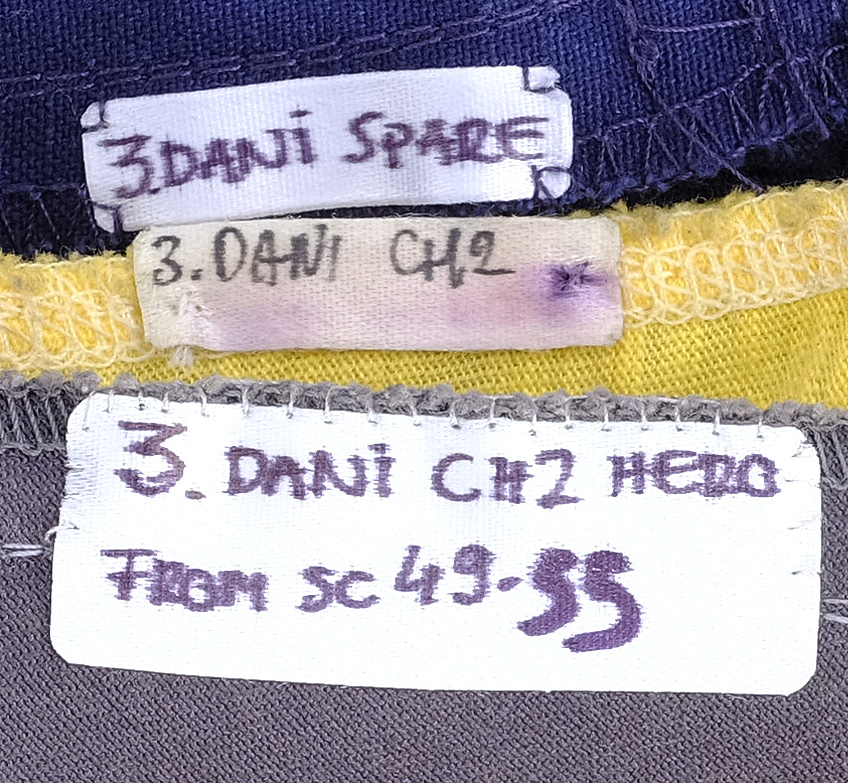 3.DANi SPARE
3.DANI CH2
3. DANi CH2 HERO
FROM SC 49-55